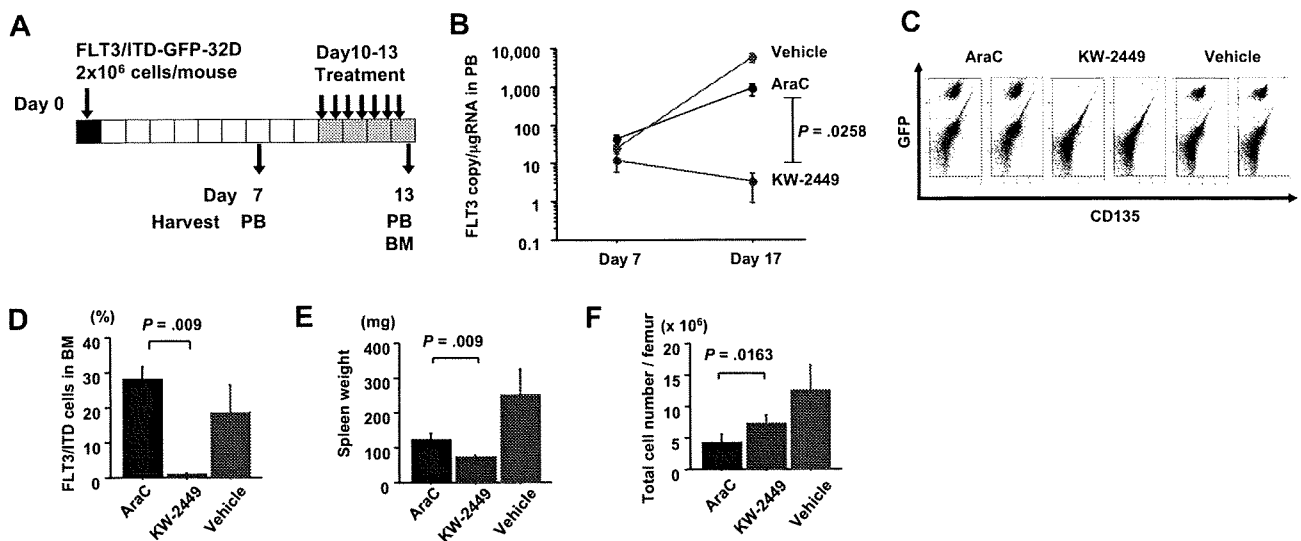 A
FLT3/ITD-GFP-32D
2x10⁶ cells/mouse
Day10-13
Treatment
Day 0
Day 7 13
Harvest PB PB
BM
B
FLT3 copy/µgRNA in PB
10,000
1,000
100
10
1
0.1
Vehicle
AraC
P = .0258
KW-2449
Day 7 Day 17
C
AraC KW-2449 Vehicle
GFP
CD135
D
(%)
P = .009
FLT3/ITD cells in BM
40
30
20
10
0
AraC
KW-2449
Vehicle
E
(mg)
P = .009
Spleen weight
400
300
200
100
0
AraC
KW-2449
Vehicle
F
(x 10⁶)
P = .0163
Total cell number / femur
20
15
10
5
0
AraC
KW-2449
Vehicle